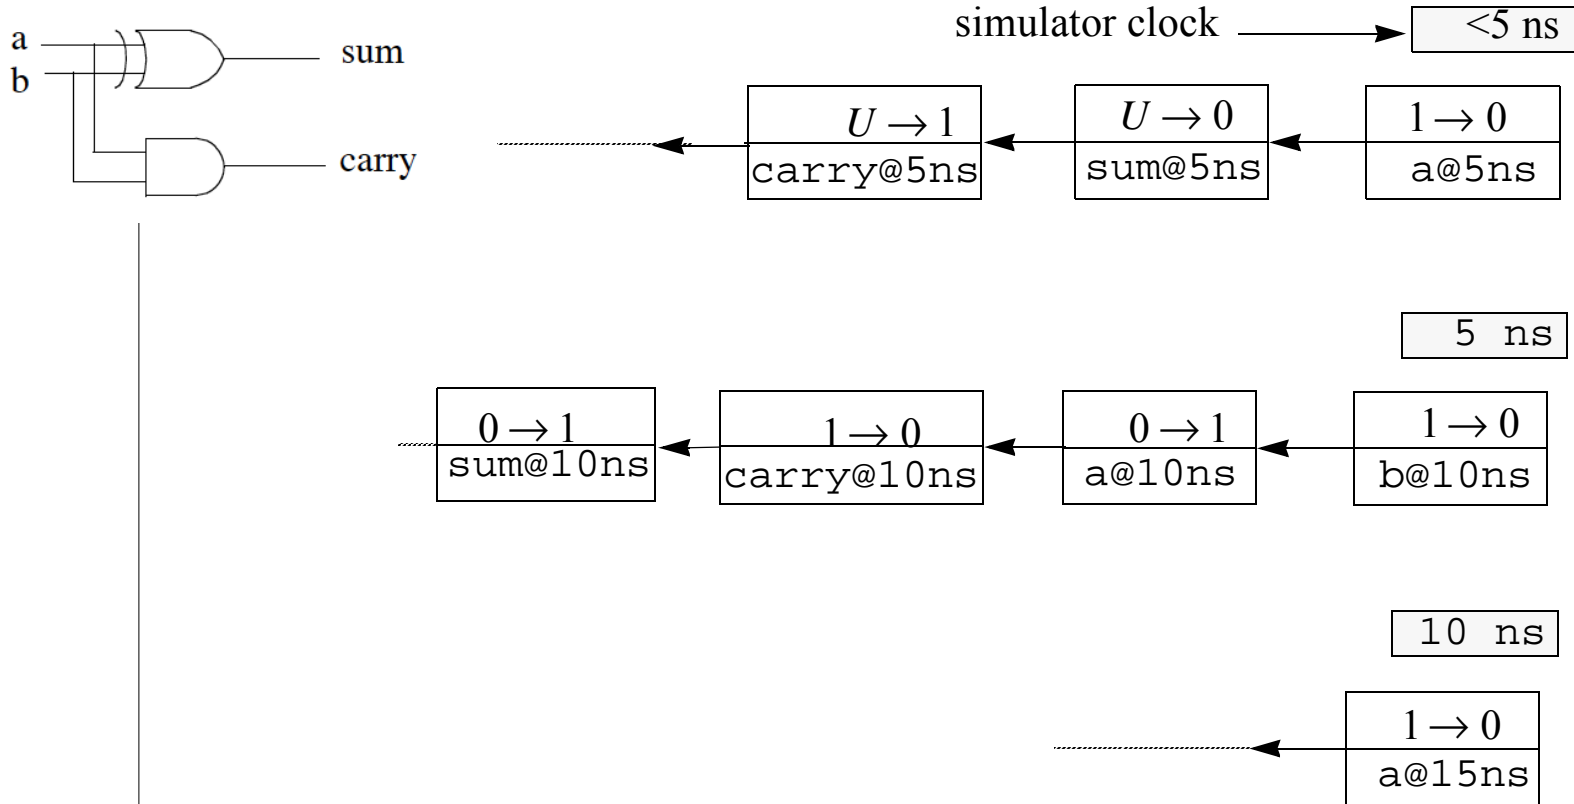 simulator clock <5 ns
a
sum
b
carry
U → 1 U → 0 1 → 0
carry@5ns sum@5ns a@5ns
5 ns
0 → 1 1 → 0 0 → 1 1 → 0
sum@10ns carry@10ns a@10ns b@10ns
10 ns
1 → 0
a@15ns